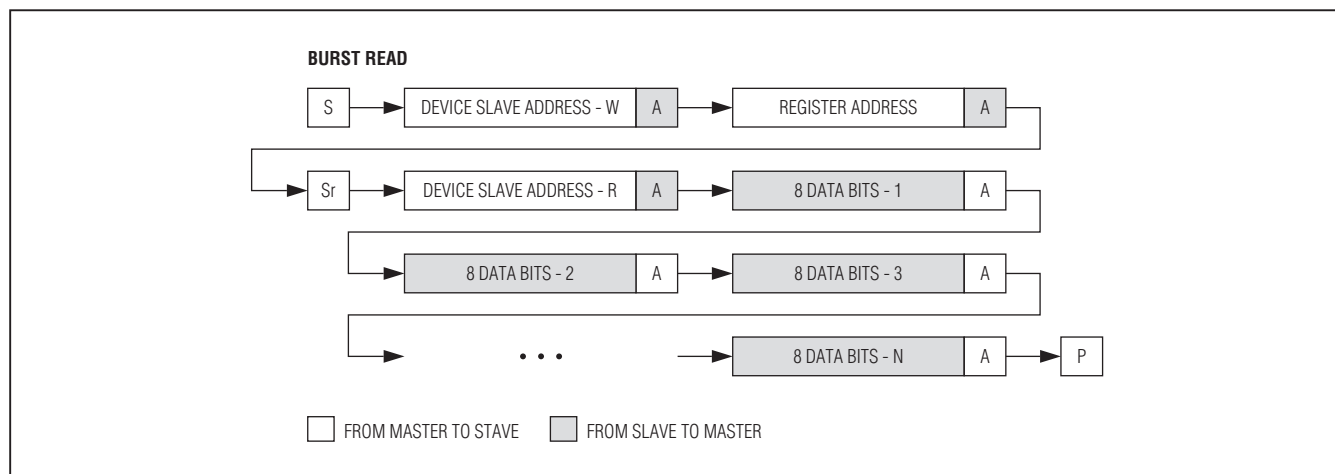 BURST READ
S DEVICE SLAVE ADDRESS - W A REGISTER ADDRESS A
Sr DEVICE SLAVE ADDRESS - R A 8 DATA BITS - 1 A
8 DATA BITS - 2 A 8 DATA BITS - 3 A
• • • 8 DATA BITS - N A P
FROM MASTER TO STAVE FROM SLAVE TO MASTER